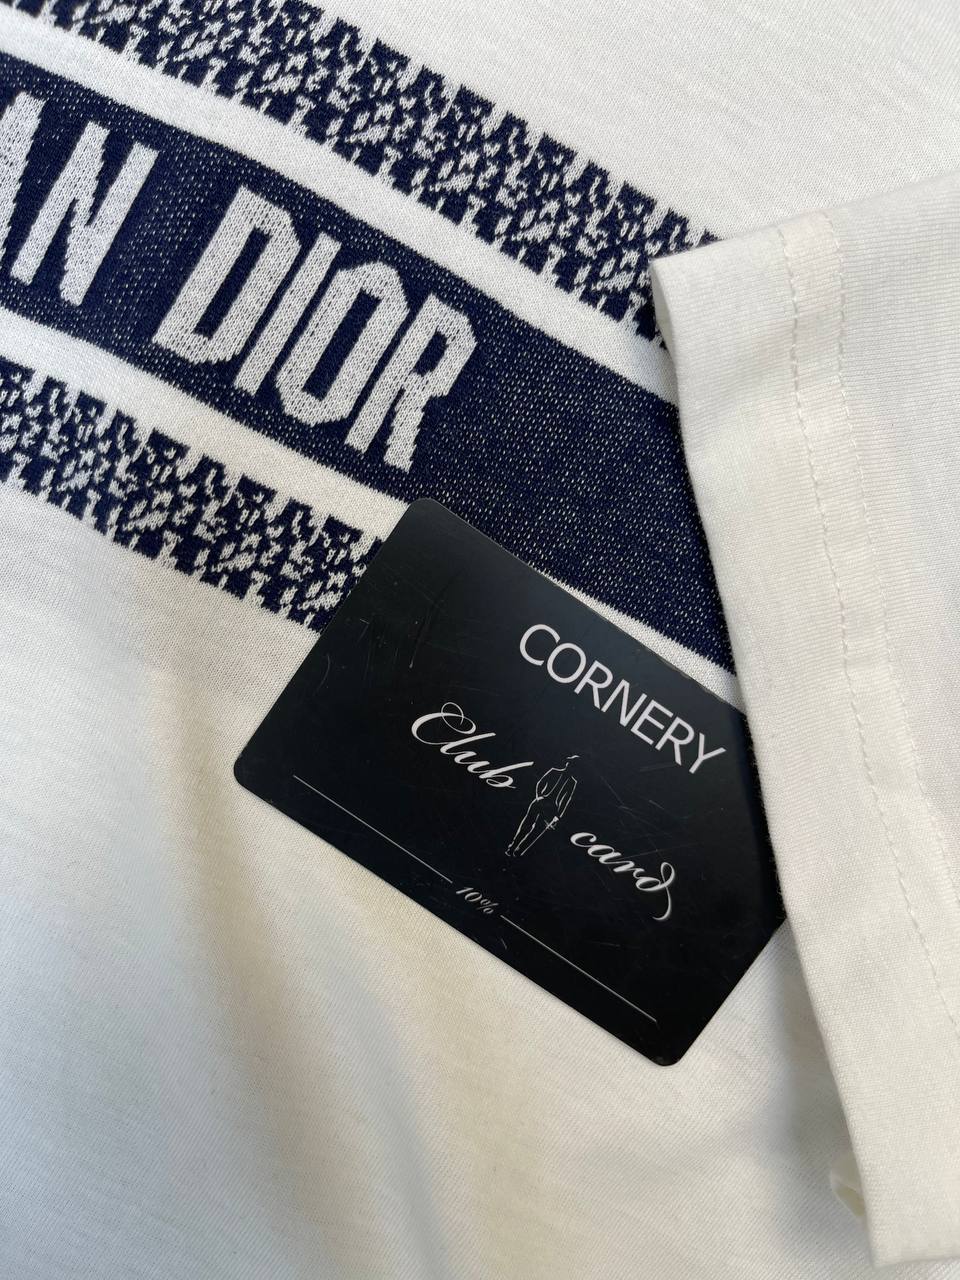 AN DIOR
CORNERY
Club card
10%